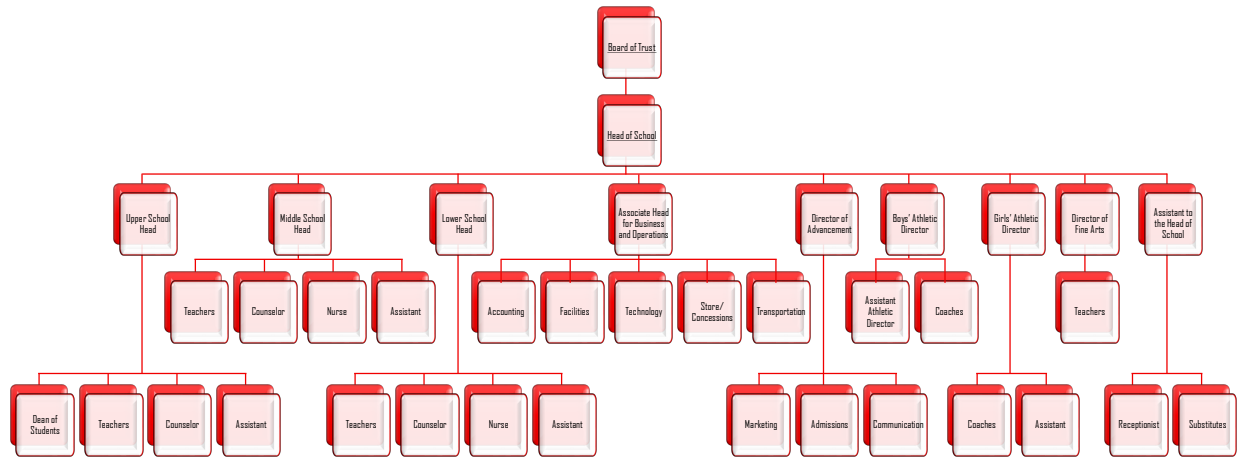 Board of Trust
Head of School
Upper School
Head
Middle School
Head
Lower School
Head
Associate Head
for Business
and Operations
Director of
Advancement
Boys' Athletic
Director
Girls' Athletic
Director
Director of
Fine Arts
Assistant to
the Head of
School
Teachers
Counselor
Nurse
Assistant
Accounting
Facilities
Technology
Store/
Concessions
Transportation
Assistant
Athletic
Director
Coaches
Teachers
Dean of
Students
Teachers
Counselor
Assistant
Teachers
Counselor
Nurse
Assistant
Marketing
Admissions
Communication
Coaches
Assistant
Receptionist
Substitutes